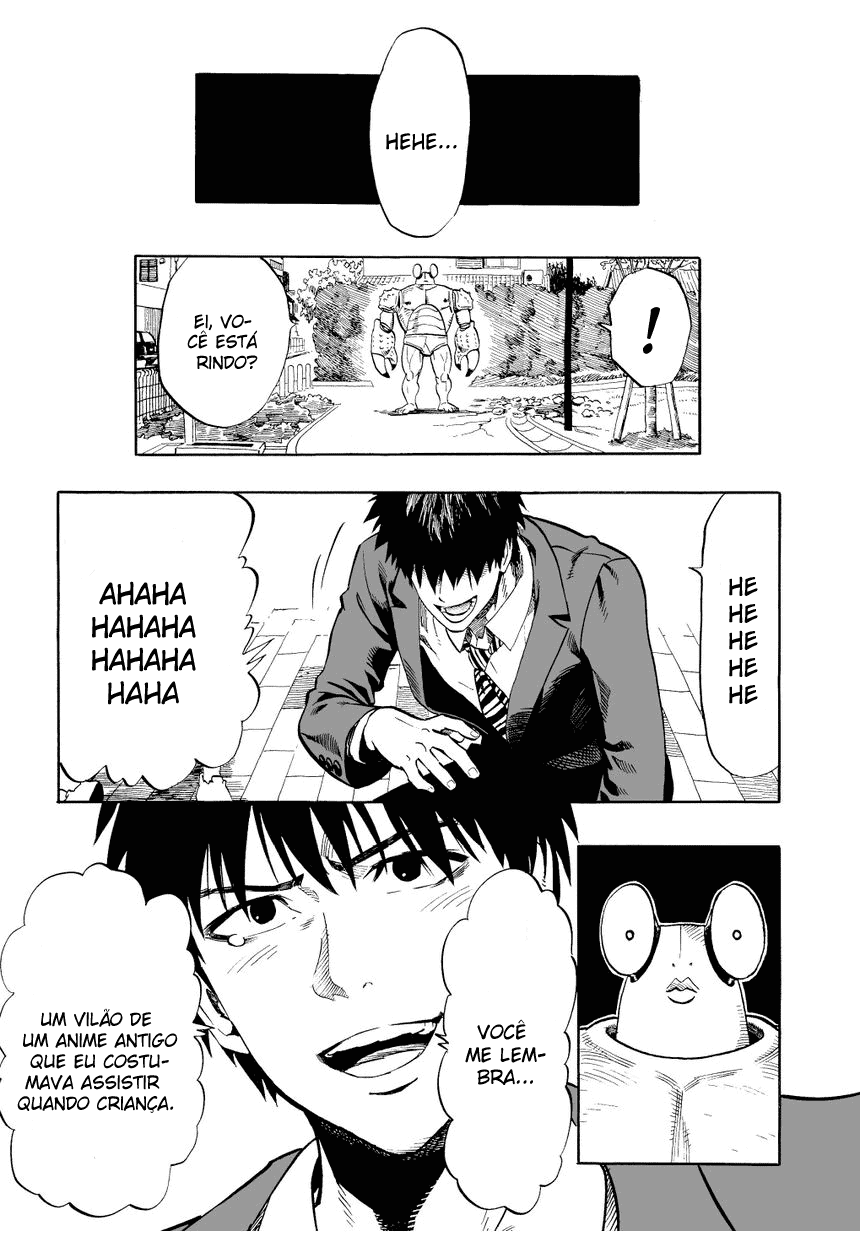 HEHE...
!
EI, VO-
CÊ ESTÁ
RINDO?
HE
HE
HE
HE
HE
AHAHA
HAHAHA
HAHAHA
HAHA
VOCÊ
ME LEM-
BRA...
UM VILÃO DE
UM ANIME ANTIGO
QUE EU COSTU-
MAVA ASSISTIR
QUANDO CRIANÇA.